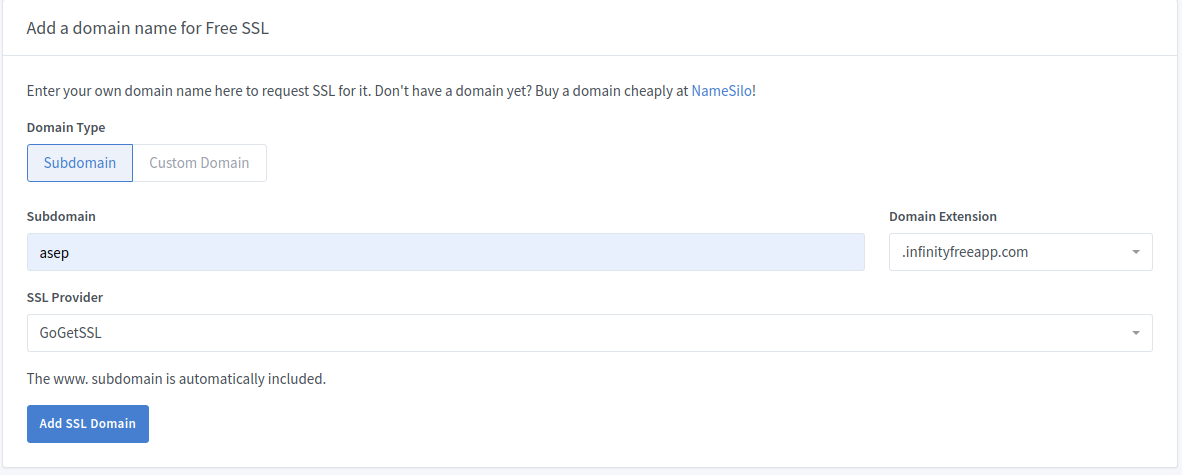 Add a domain name for Free SSL
Enter your own domain name here to request SSL for it. Don't have a domain yet? Buy a domain cheaply at NameSilo!
Domain Type
Subdomain Custom Domain
Subdomain Domain Extension
asep .infinityfreeapp.com
SSL Provider
GoGetSSL
The www. subdomain is automatically included.
Add SSL Domain